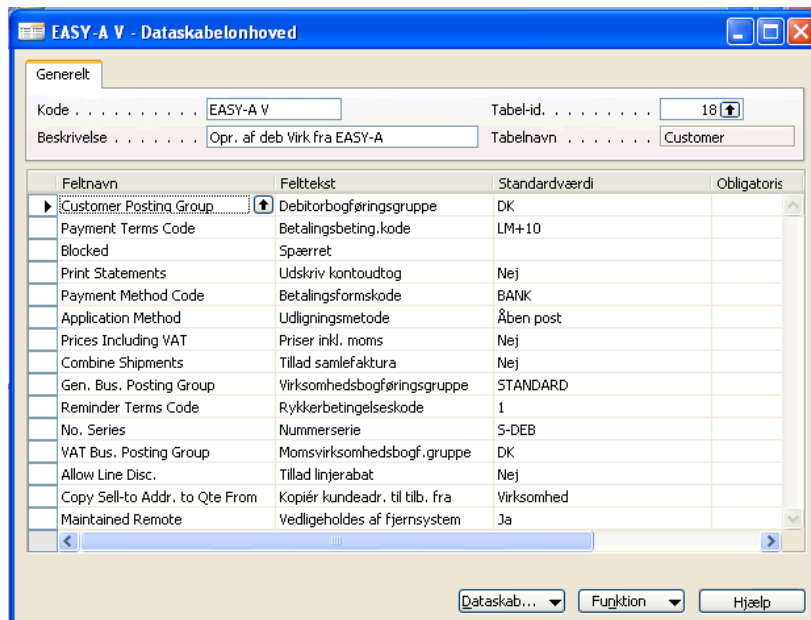 EASY-A V - Dataskabelonhoved
Generelt
Kode . . . . . . . . . . EASY-A V Tabel-id. . . . . . . . . 18
Beskrivelse . . . . . . . Opr. af deb Virk fra EASY-A Tabelnavn . . . . . . . Customer
Feltnavn Felttekst Standardværdi Obligatoris
Customer Posting Group Debitorbogføringsgruppe DK
Payment Terms Code Betalingsbeting.kode LM+10
Blocked Spærret
Print Statements Udskriv kontoudtog Nej
Payment Method Code Betalingsformskode BANK
Application Method Udligningsmetode Åben post
Prices Including VAT Priser inkl. moms Nej
Combine Shipments Tillad samlefaktura Nej
Gen. Bus. Posting Group Virksomhedsbogføringsgruppe STANDARD
Reminder Terms Code Rykkerbetingelseskode 1
No. Series Nummerserie S-DEB
VAT Bus. Posting Group Momsvirksomhedsbogf.gruppe DK
Allow Line Disc. Tillad linjerabat Nej
Copy Sell-to Addr. to Qte From Kopiér kundeadr. til tilb. fra Virksomhed
Maintained Remote Vedligeholdes af fjernsystem Ja
Dataskab... Funktion Hjælp